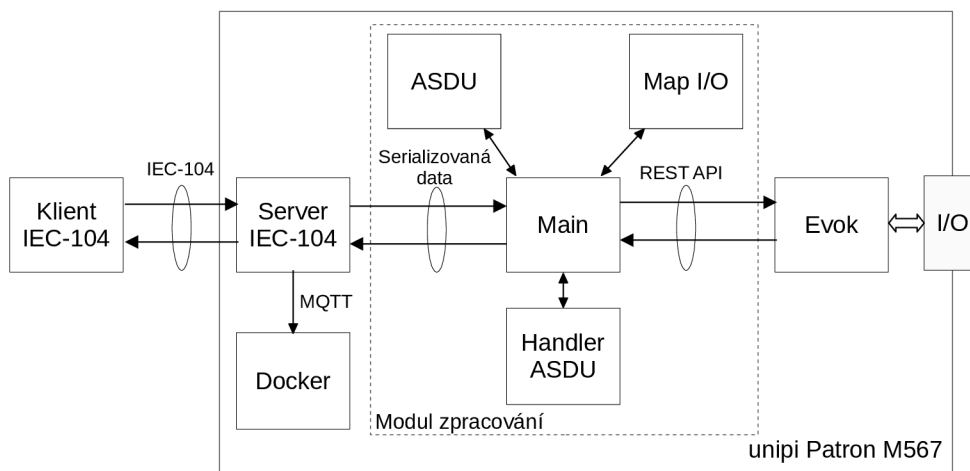 ASDU
Map I/O
IEC-104
Serializovaná
data
REST API
Klient
IEC-104
Server
IEC-104
Main
Evok
I/O
MQTT
Handler
ASDU
Docker
Modul zpracování
unipi Patron M567